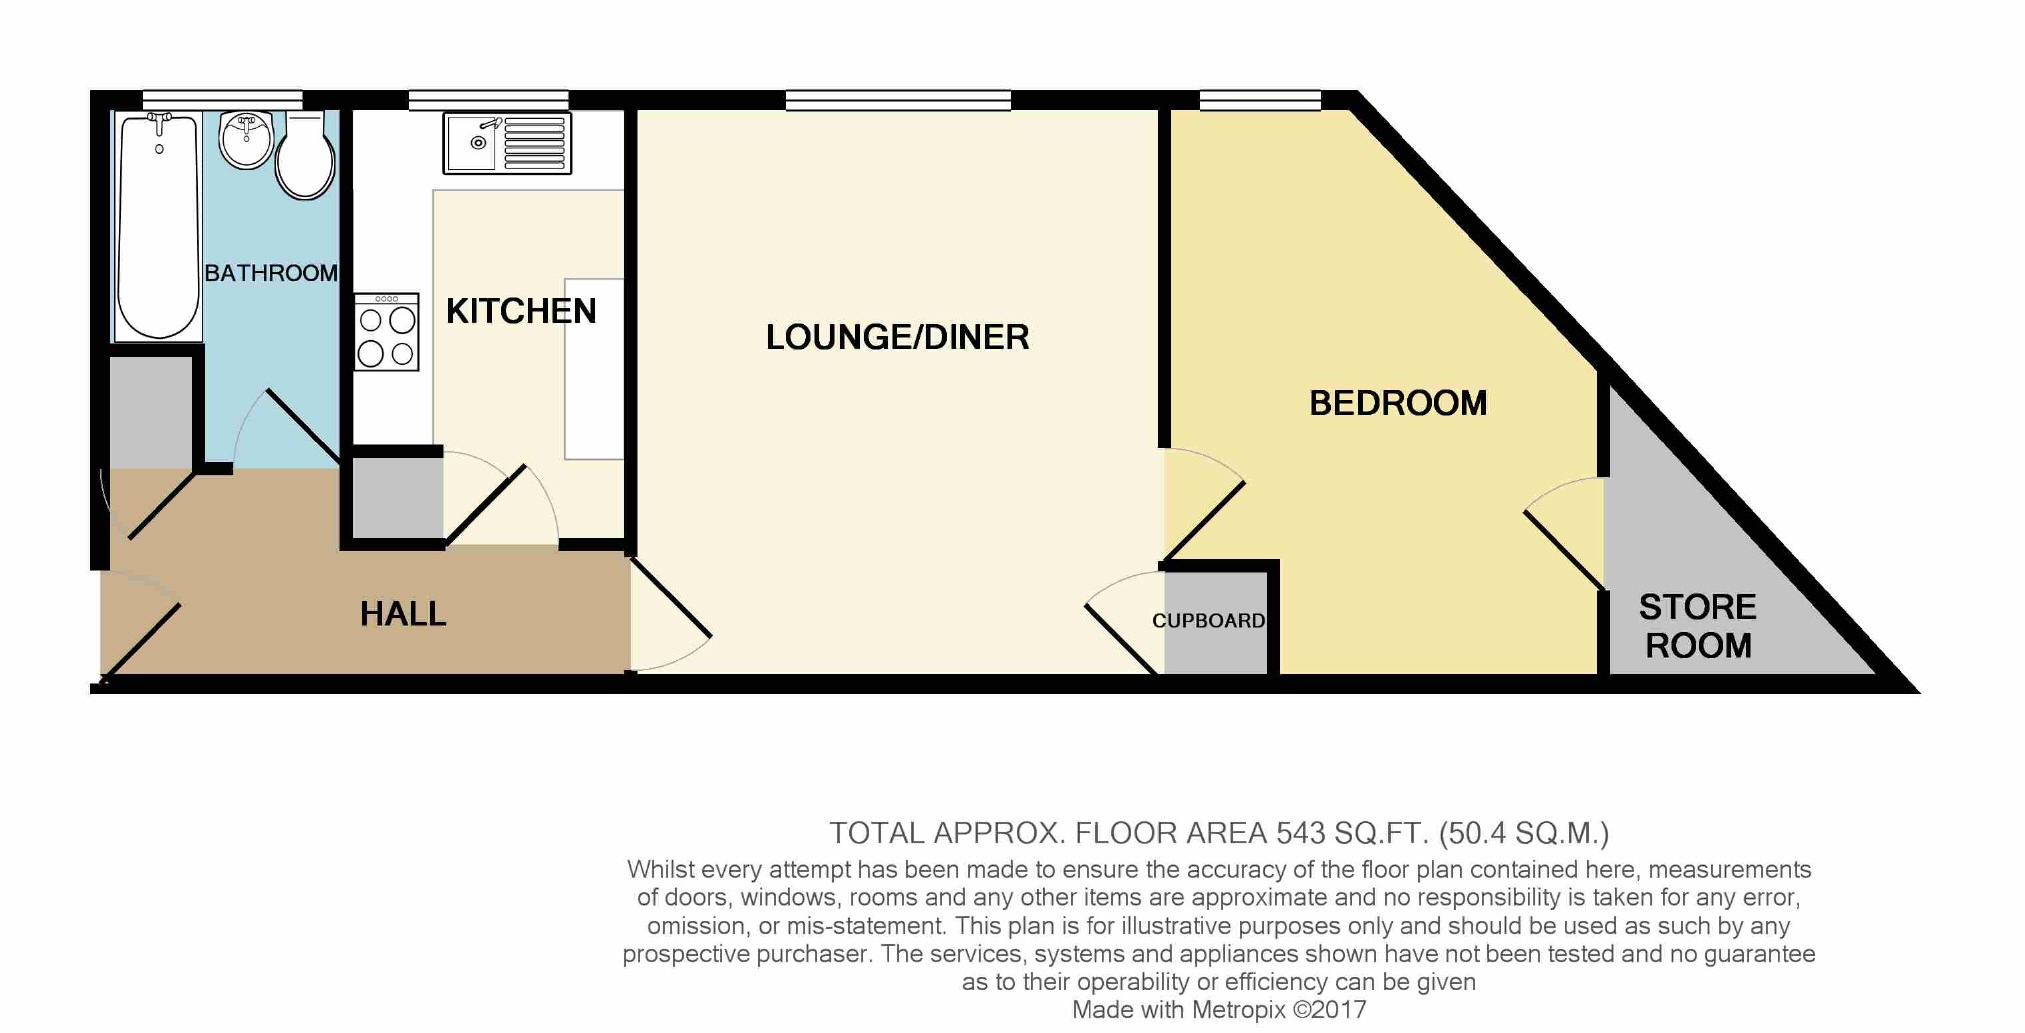 BATHROOM
KITCHEN
LOUNGE/DINER
BEDROOM
HALL
CUPBOARD
STORE
ROOM
TOTAL APPROX. FLOOR AREA 543 SQ.FT. (50.4 SQ.M.)
Whilst every attempt has been made to ensure the accuracy of the floor plan contained here, measurements
of doors, windows, rooms and any other items are approximate and no responsibility is taken for any error,
omission, or mis-statement. This plan is for illustrative purposes only and should be used as such by any
prospective purchaser. The services, systems and appliances shown have not been tested and no guarantee
as to their operability or efficiency can be given
Made with Metropix ©2017